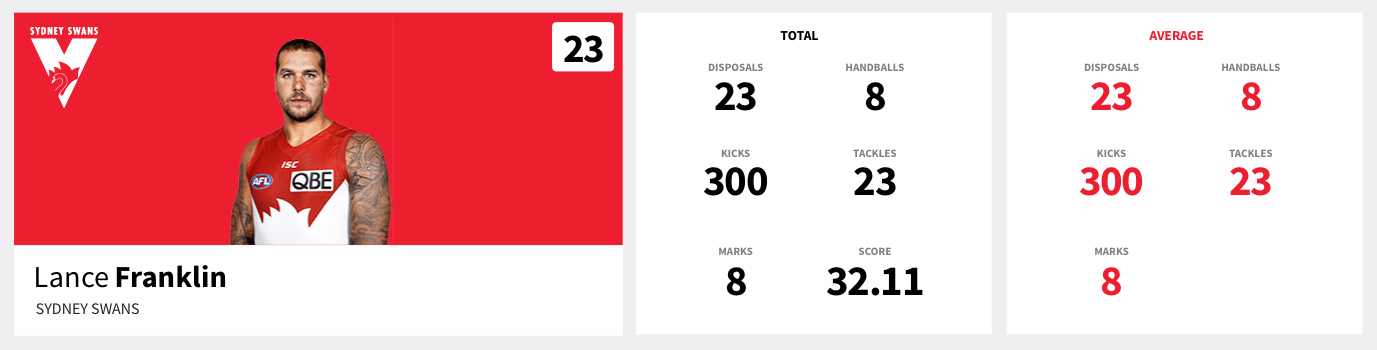 SYDNEY SWANS
23
ISC
AFL
QBE
Lance Franklin
SYDNEY SWANS
TOTAL
DISPOSALS HANDBALLS
23 8
KICKS TACKLES
300 23
MARKS SCORE
8 32.11
AVERAGE
DISPOSALS HANDBALLS
23 8
KICKS TACKLES
300 23
MARKS
8